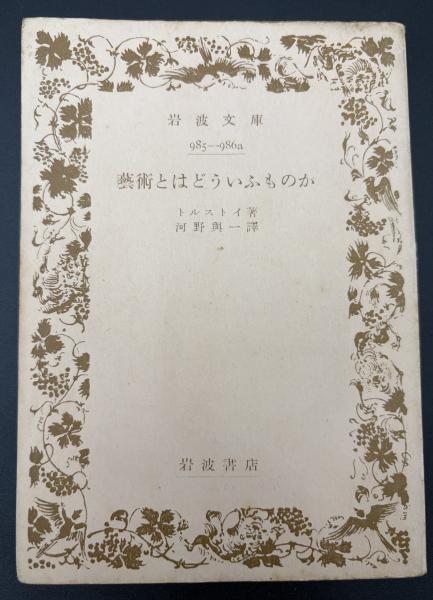 岩波文庫
985—986a
藝術とはどういふものか
トルストイ著
河野與一譯
岩波書店